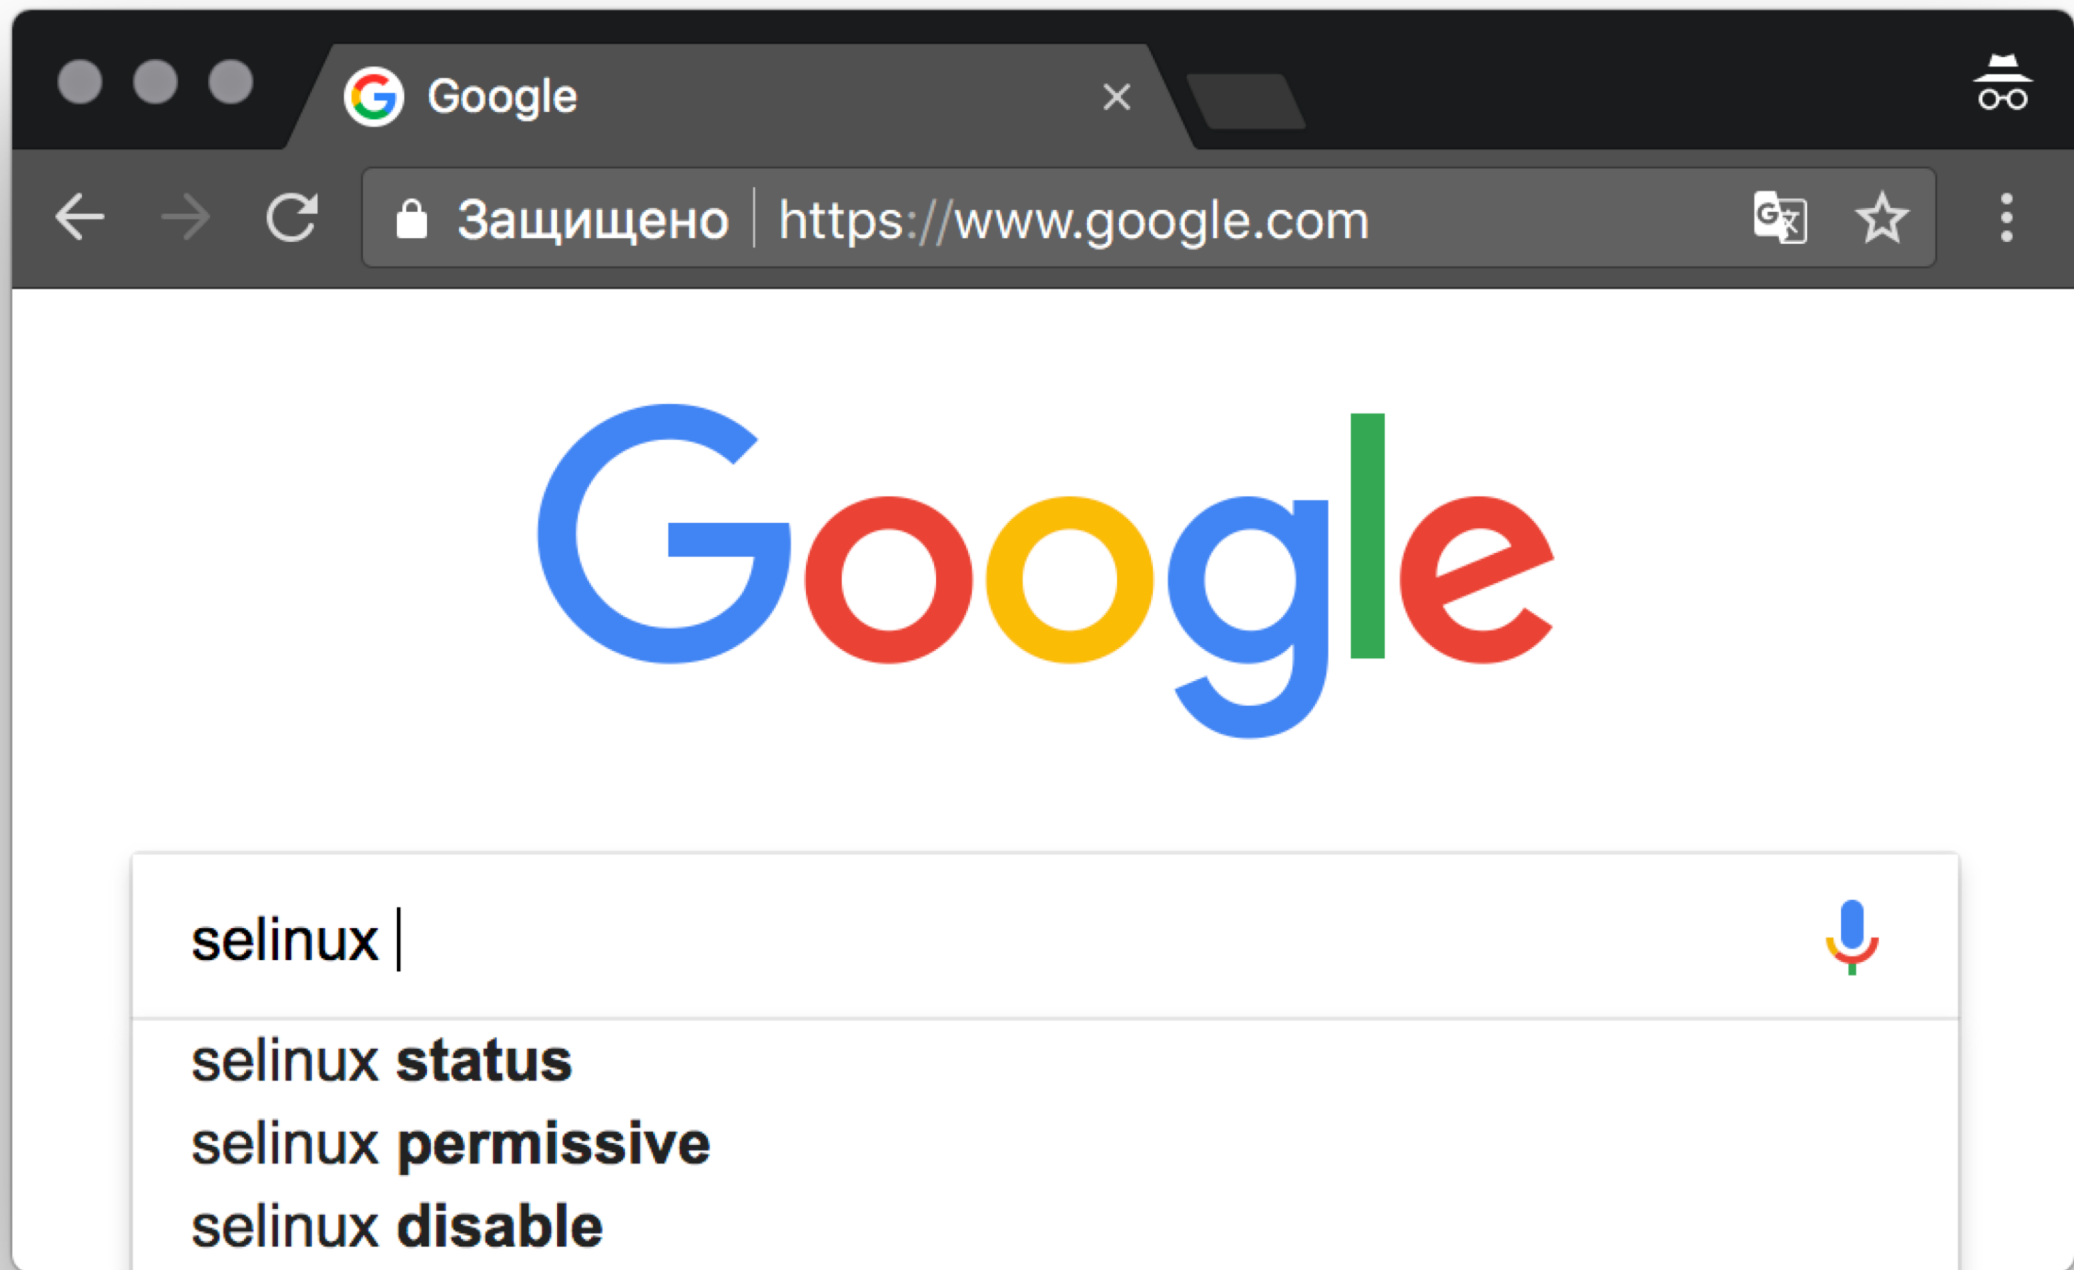 Google
Защищено https://www.google.com
Google
selinux
selinux status
selinux permissive
selinux disable